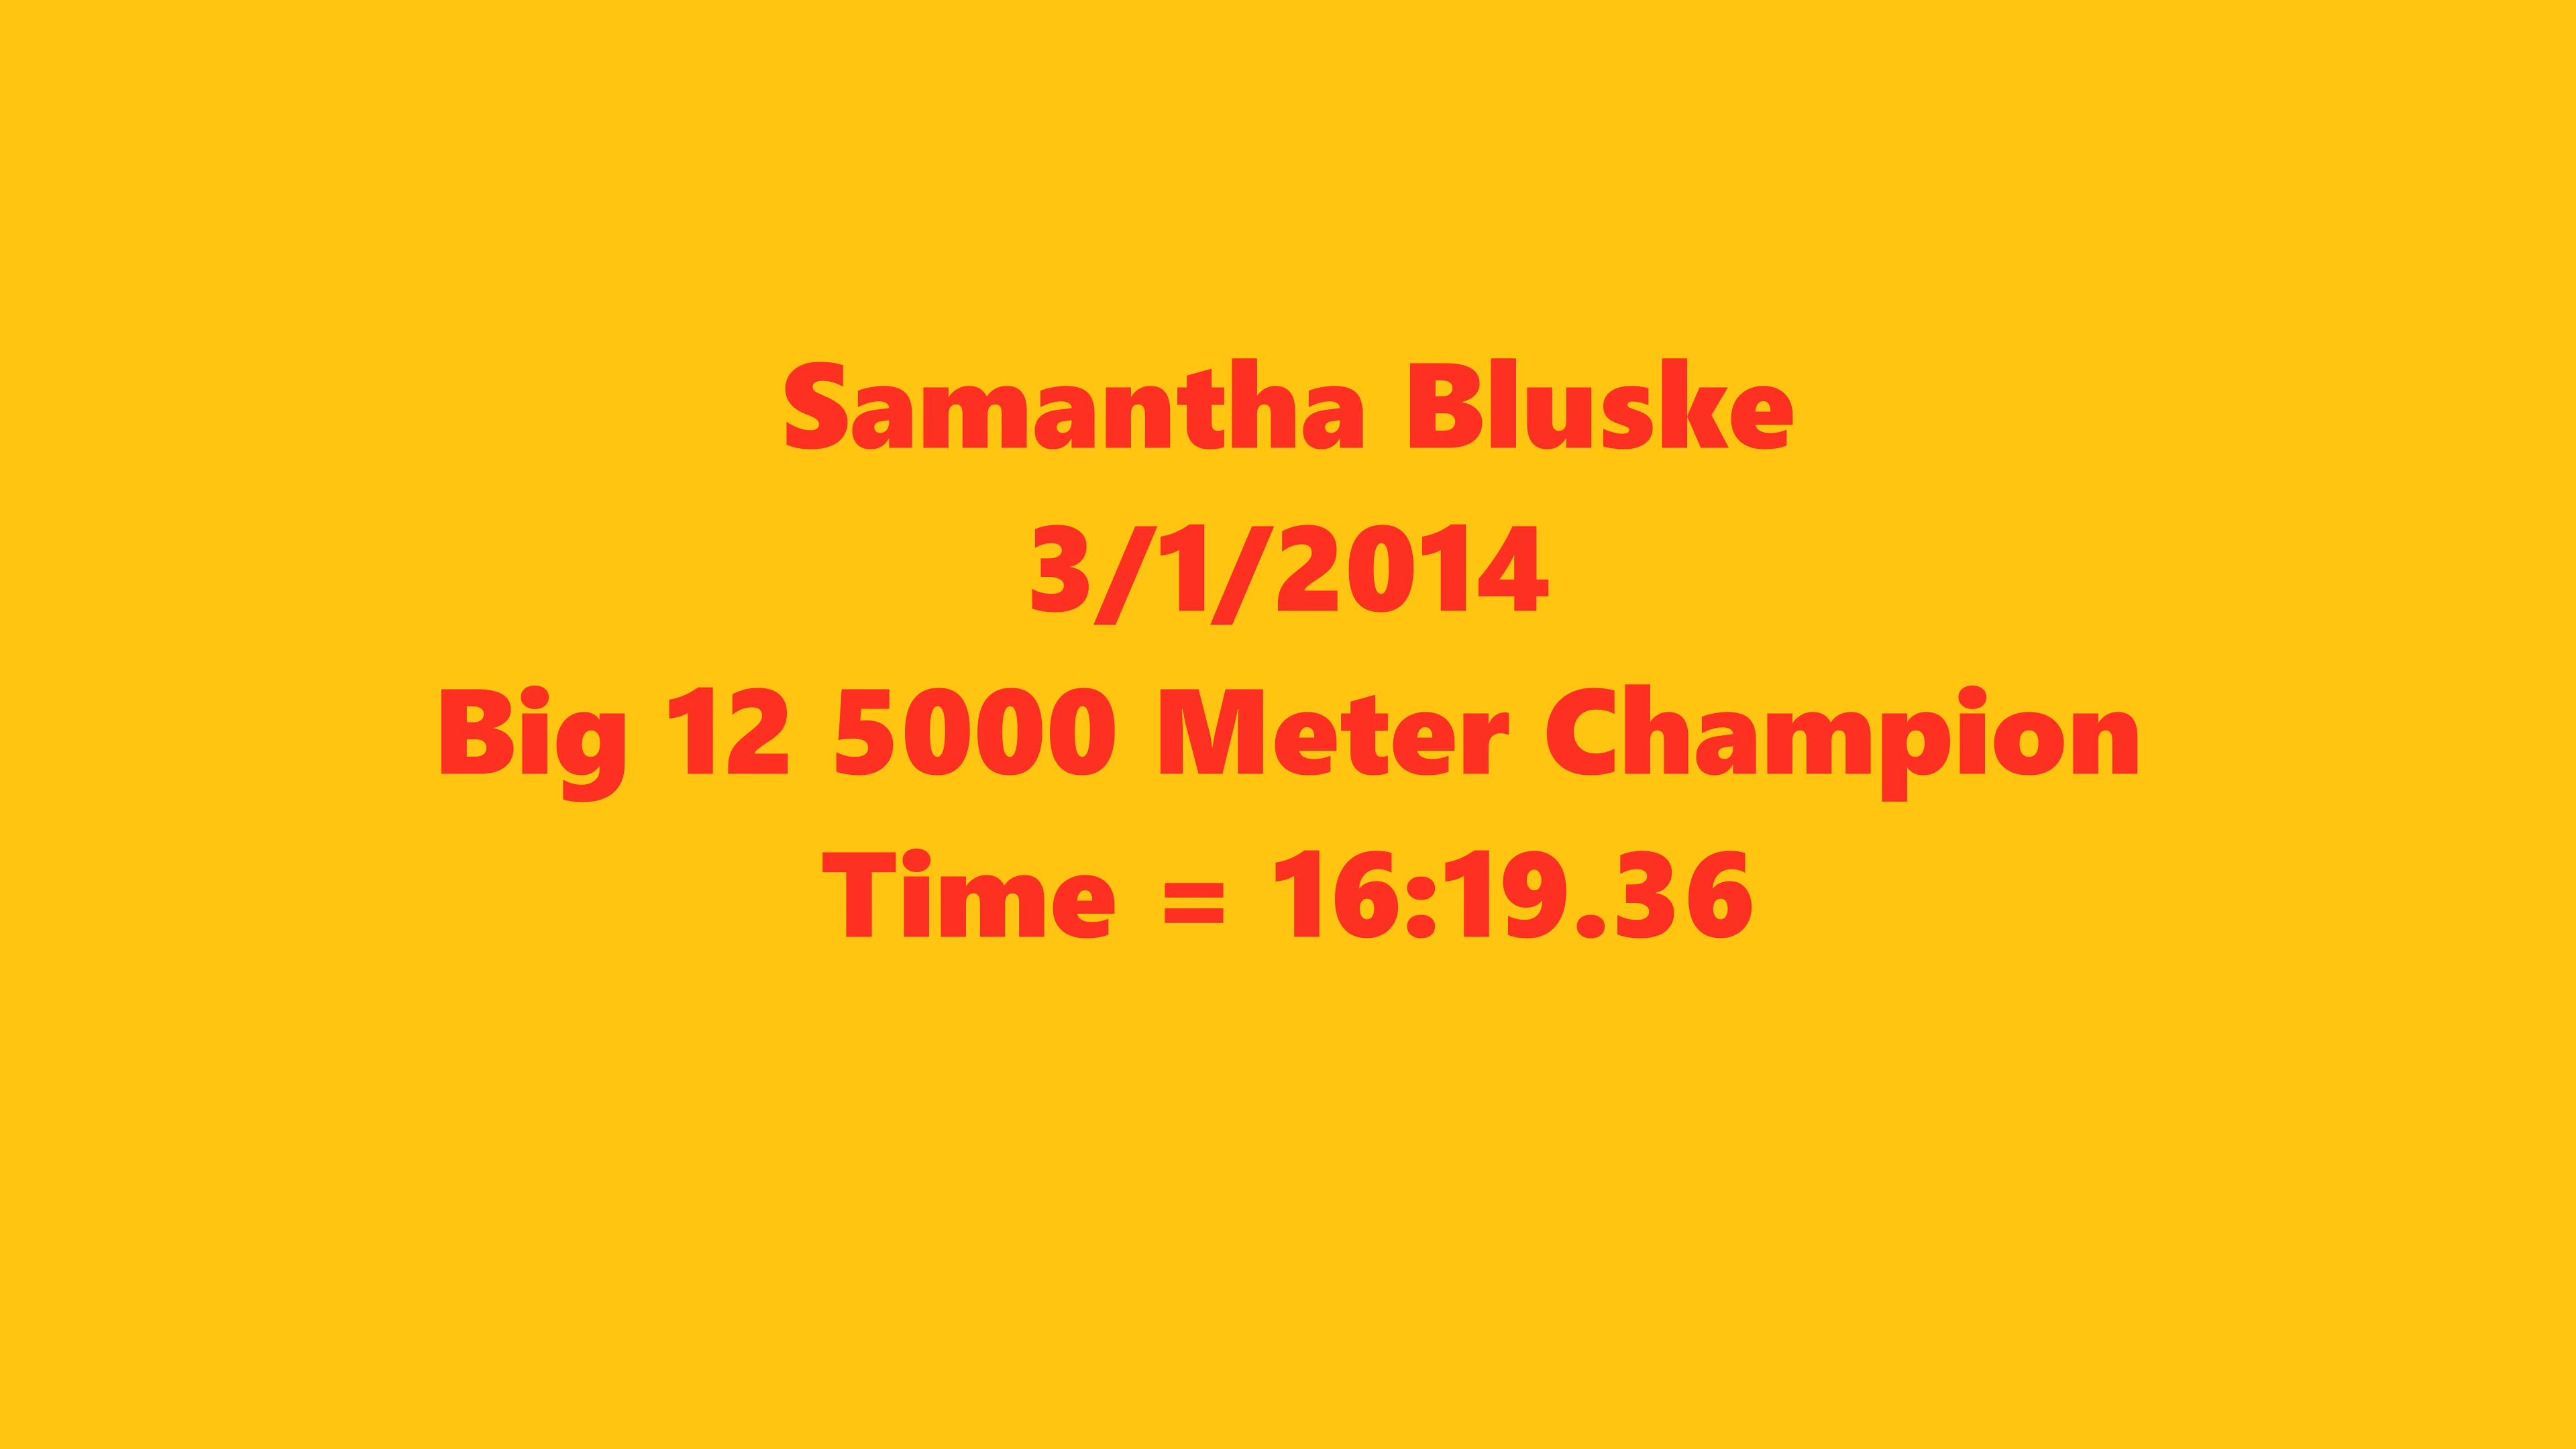 Samantha Bluske
3/1/2014
Big 12 5000 Meter Champion
Time = 16:19.36